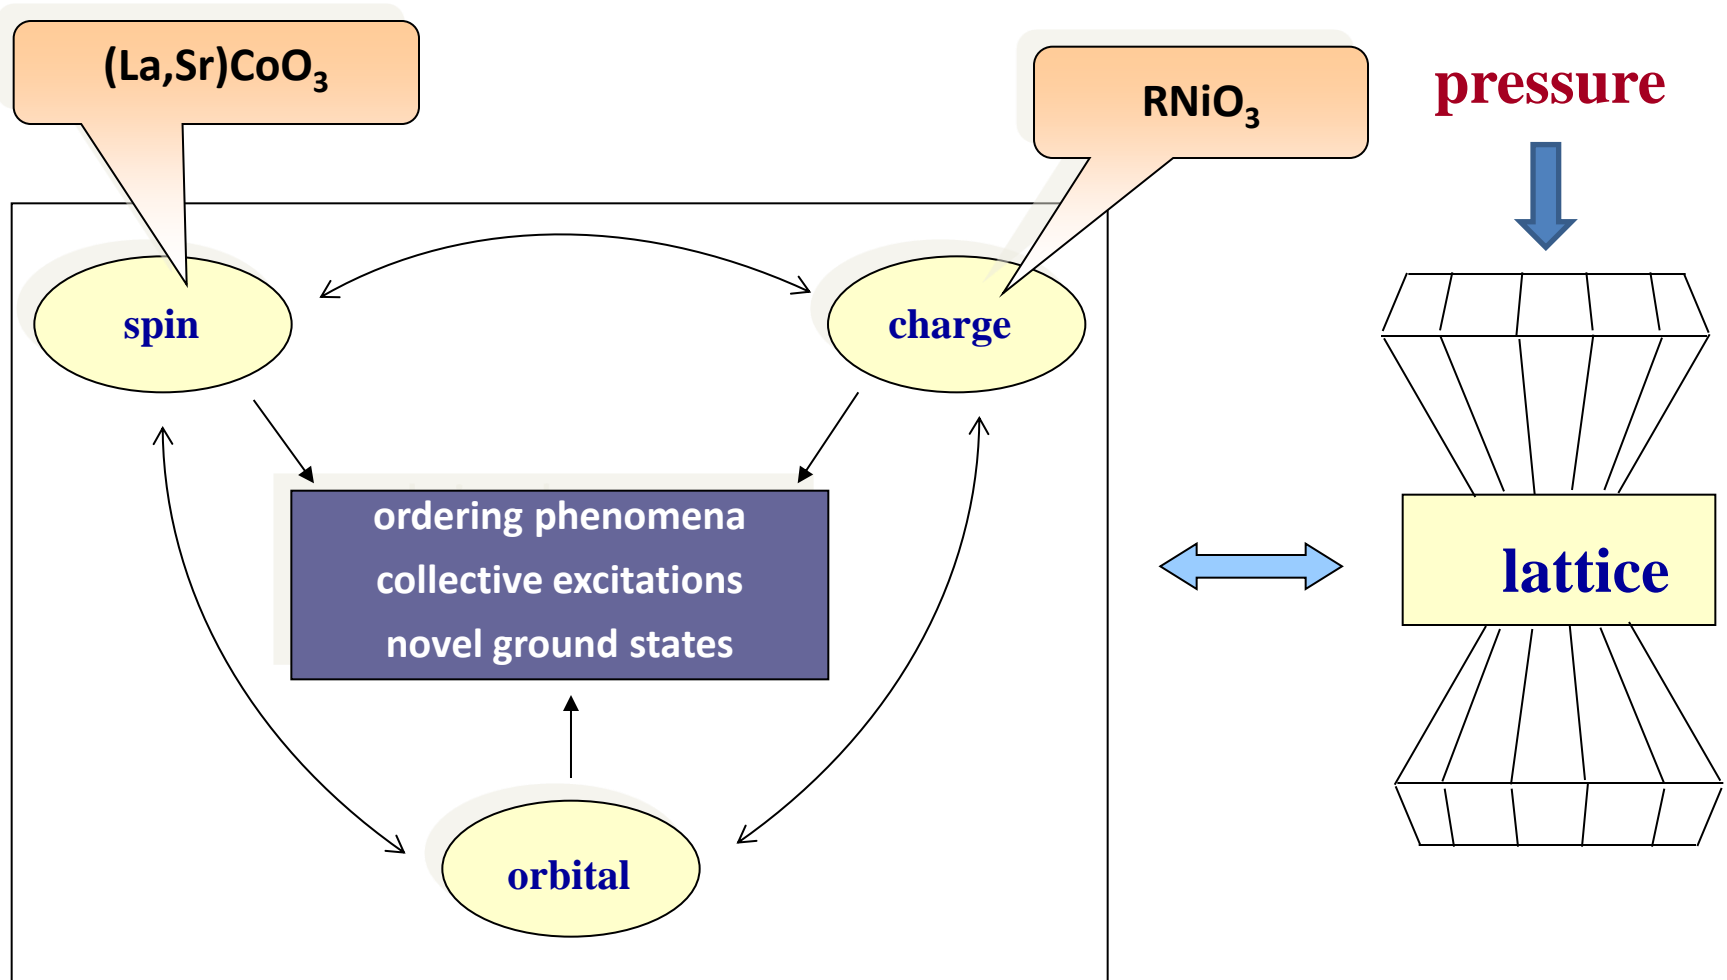 (La,Sr)CoO₃
RNiO₃
pressure
spin
charge
ordering phenomena
collective excitations
novel ground states
lattice
orbital